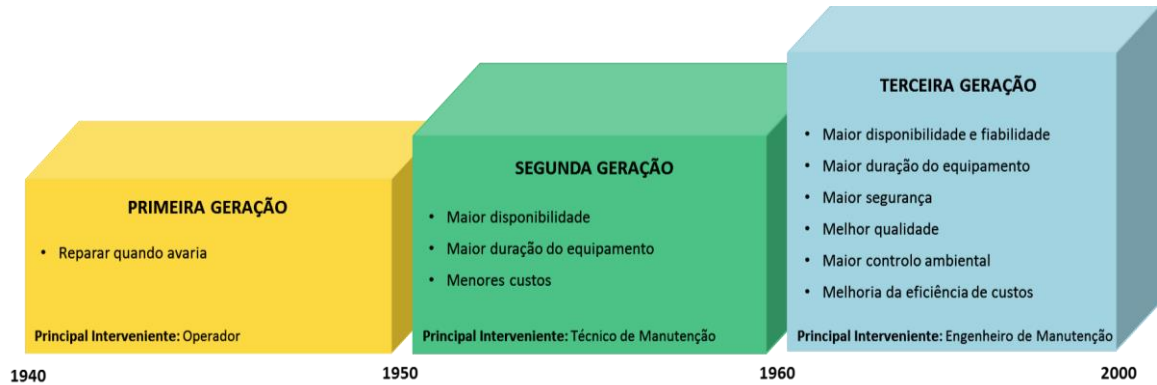 PRIMEIRA GERAÇÃO
• Reparar quando avaria
Principal Interveniente: Operador
SEGUNDA GERAÇÃO
• Maior disponibilidade
• Maior duração do equipamento
• Menores custos
Principal Interveniente: Técnico de Manutenção
TERCEIRA GERAÇÃO
• Maior disponibilidade e fiabilidade
• Maior duração do equipamento
• Maior segurança
• Melhor qualidade
• Maior controlo ambiental
• Melhoria da eficiência de custos
Principal Interveniente: Engenheiro de Manutenção
1940
1950
1960
2000